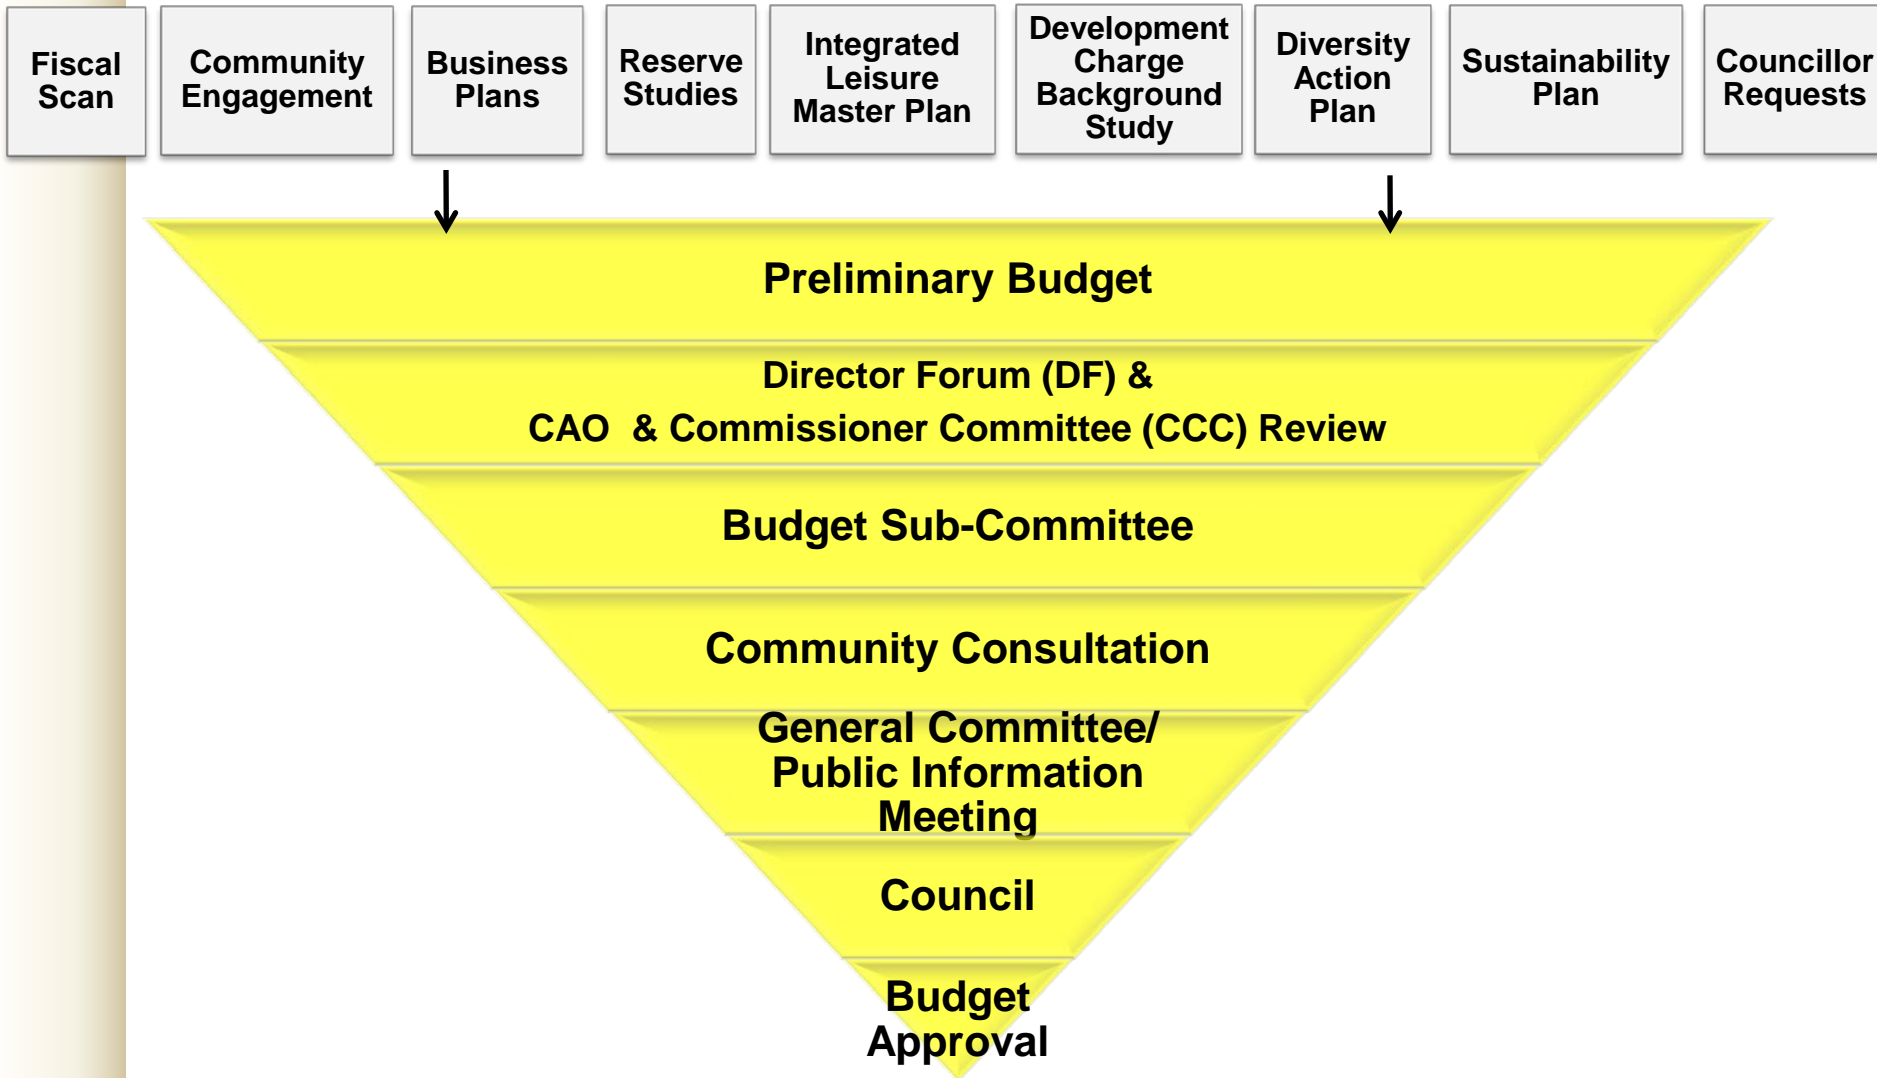 Fiscal
Scan
Community
Engagement
Business
Plans
Reserve
Studies
Integrated
Leisure
Master Plan
Development
Charge
Background
Study
Diversity
Action
Plan
Sustainability
Plan
Councillor
Requests
Preliminary Budget
Director Forum (DF) &
CAO & Commissioner Committee (CCC) Review
Budget Sub-Committee
Community Consultation
General Committee/
Public Information
Meeting
Council
Budget
Approval